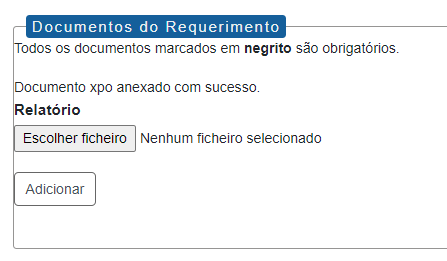 Documentos do Requerimento
Todos os documentos marcados em negrito são obrigatórios.
Documento xpo anexado com sucesso.
Relatório
Escolher ficheiro Nenhum ficheiro selecionado
Adicionar